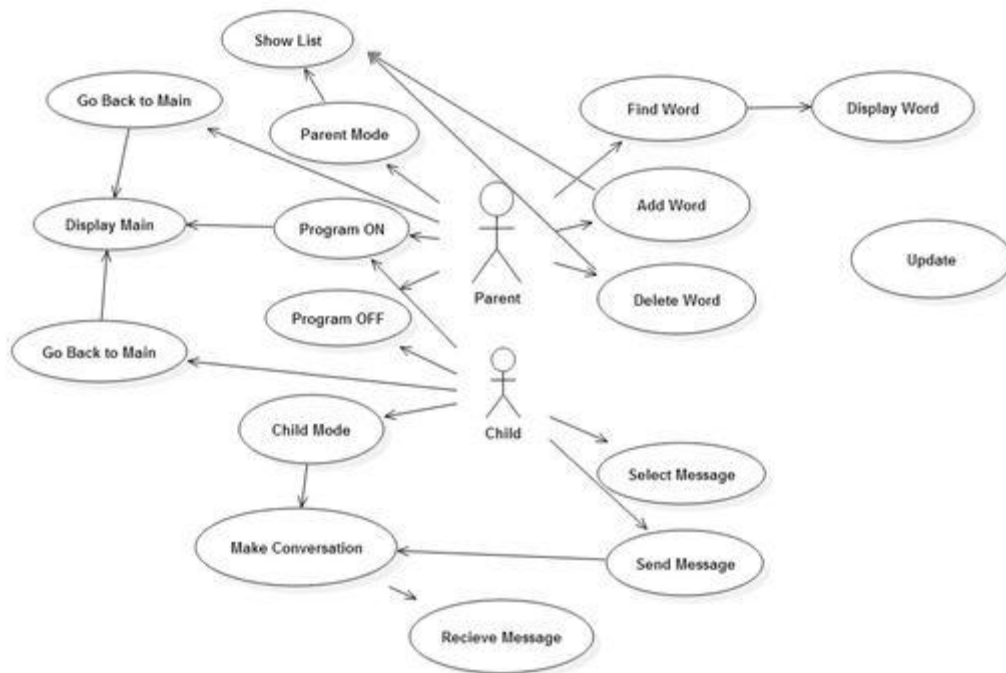 Show List
Go Back to Main
Parent Mode
Find Word
Display Word
Display Main
Program ON
Add Word
Update
Parent
Delete Word
Program OFF
Go Back to Main
Child Mode
Child
Select Message
Make Conversation
Send Message
Recieve Message